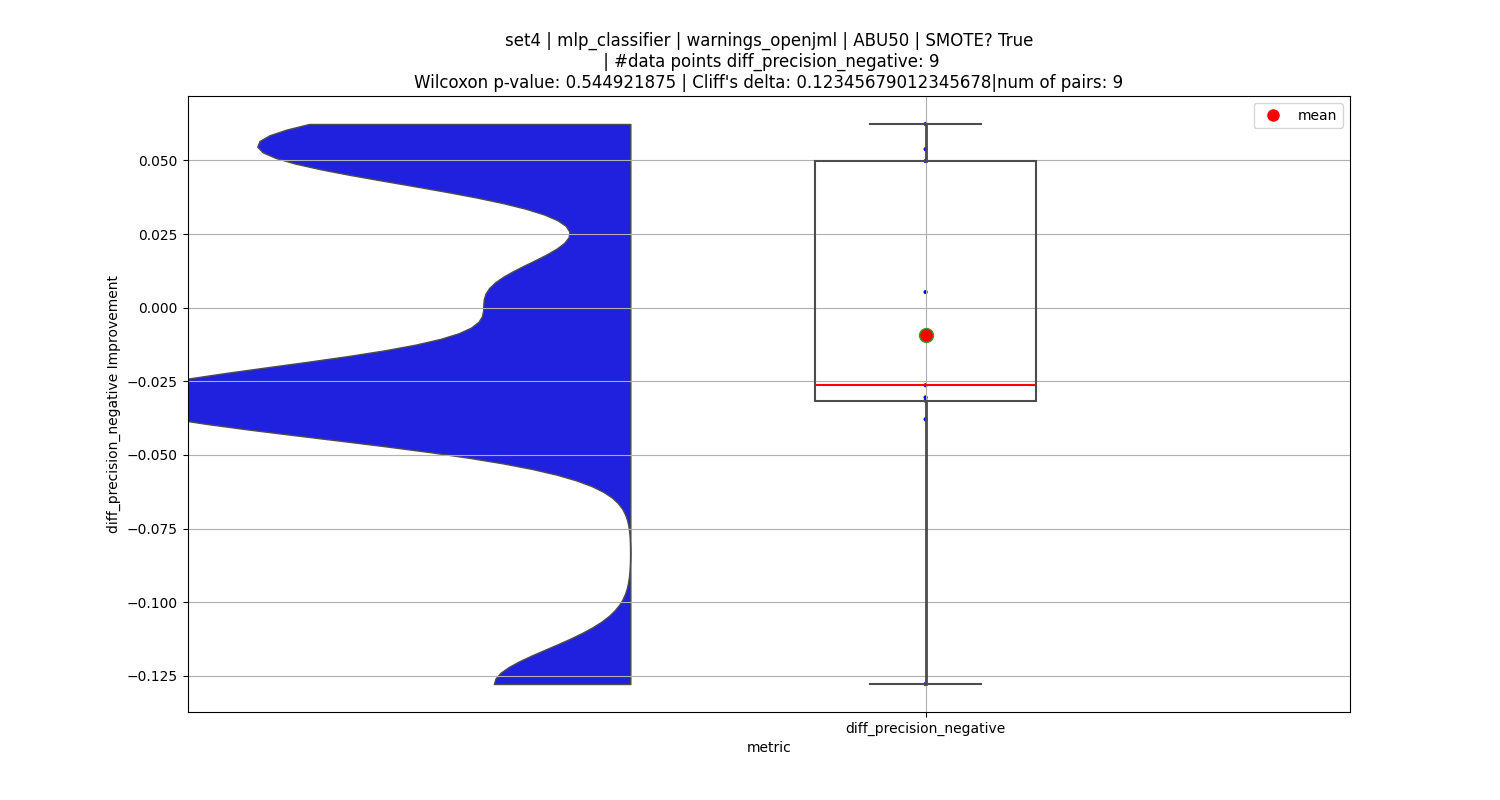 set4 | mlp_classifier | warnings_openjml | ABU50 | SMOTE? True
| #data points diff_precision_negative: 9
Wilcoxon p-value: 0.544921875 | Cliff's delta: 0.12345679012345678|num of pairs: 9
mean
0.050
0.025
0.000
−0.025
−0.050
−0.075
−0.100
−0.125
diff_precision_negative Improvement
diff_precision_negative
metric